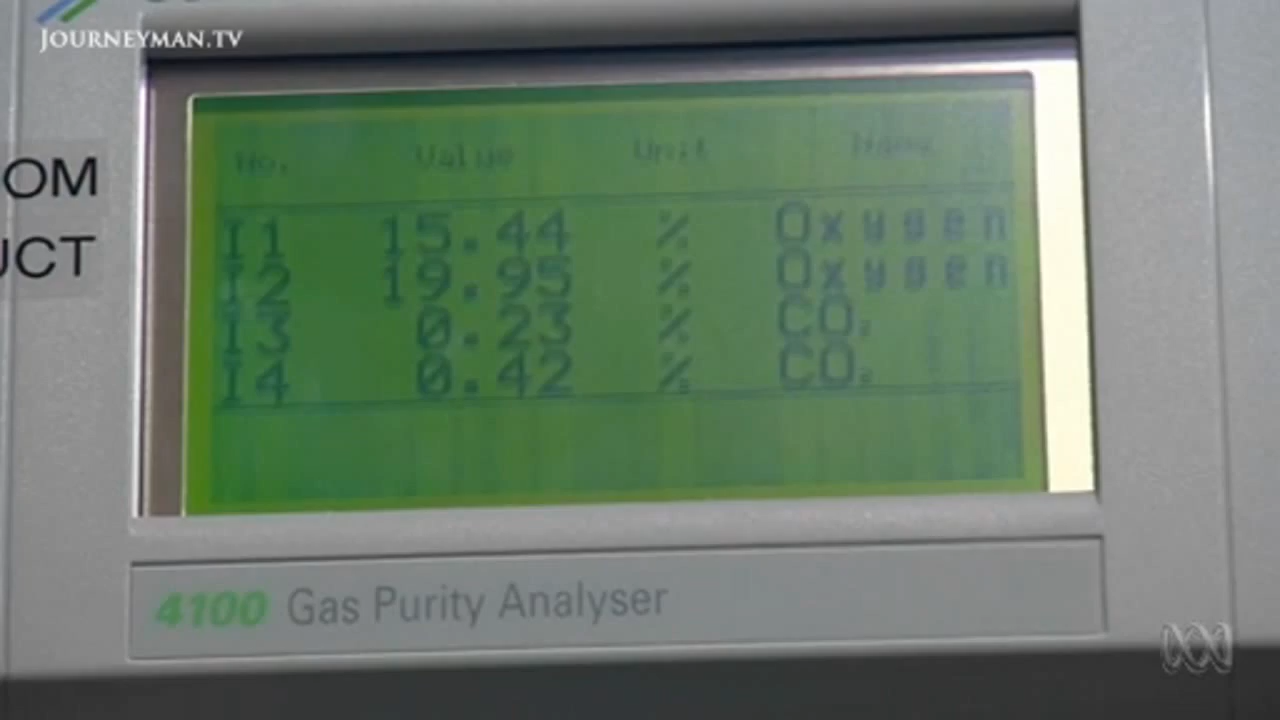 JOURNEYMAN.TV
OM
UCT
No. Value Unit Name
I1 15.44 % Oxygen
I2 19.95 % Oxygen
I3 0.23 % CO₂
I4 0.42 % CO₂
4100 Gas Purity Analyser